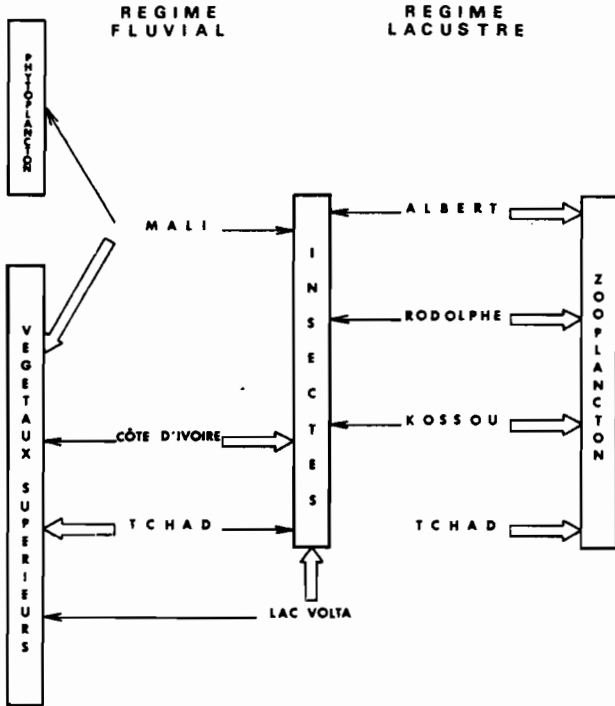 REGIME
FLUVIAL
REGIME
LACUSTRE
PHYTOPLANCTON
MALI
ALBERT
INSECTES
ZOOPLANCTON
RODOLPHE
VEGETAUX SUPERIEURS
CÔTE D'IVOIRE
KOSSOU
TCHAD
TCHAD
LAC VOLTA